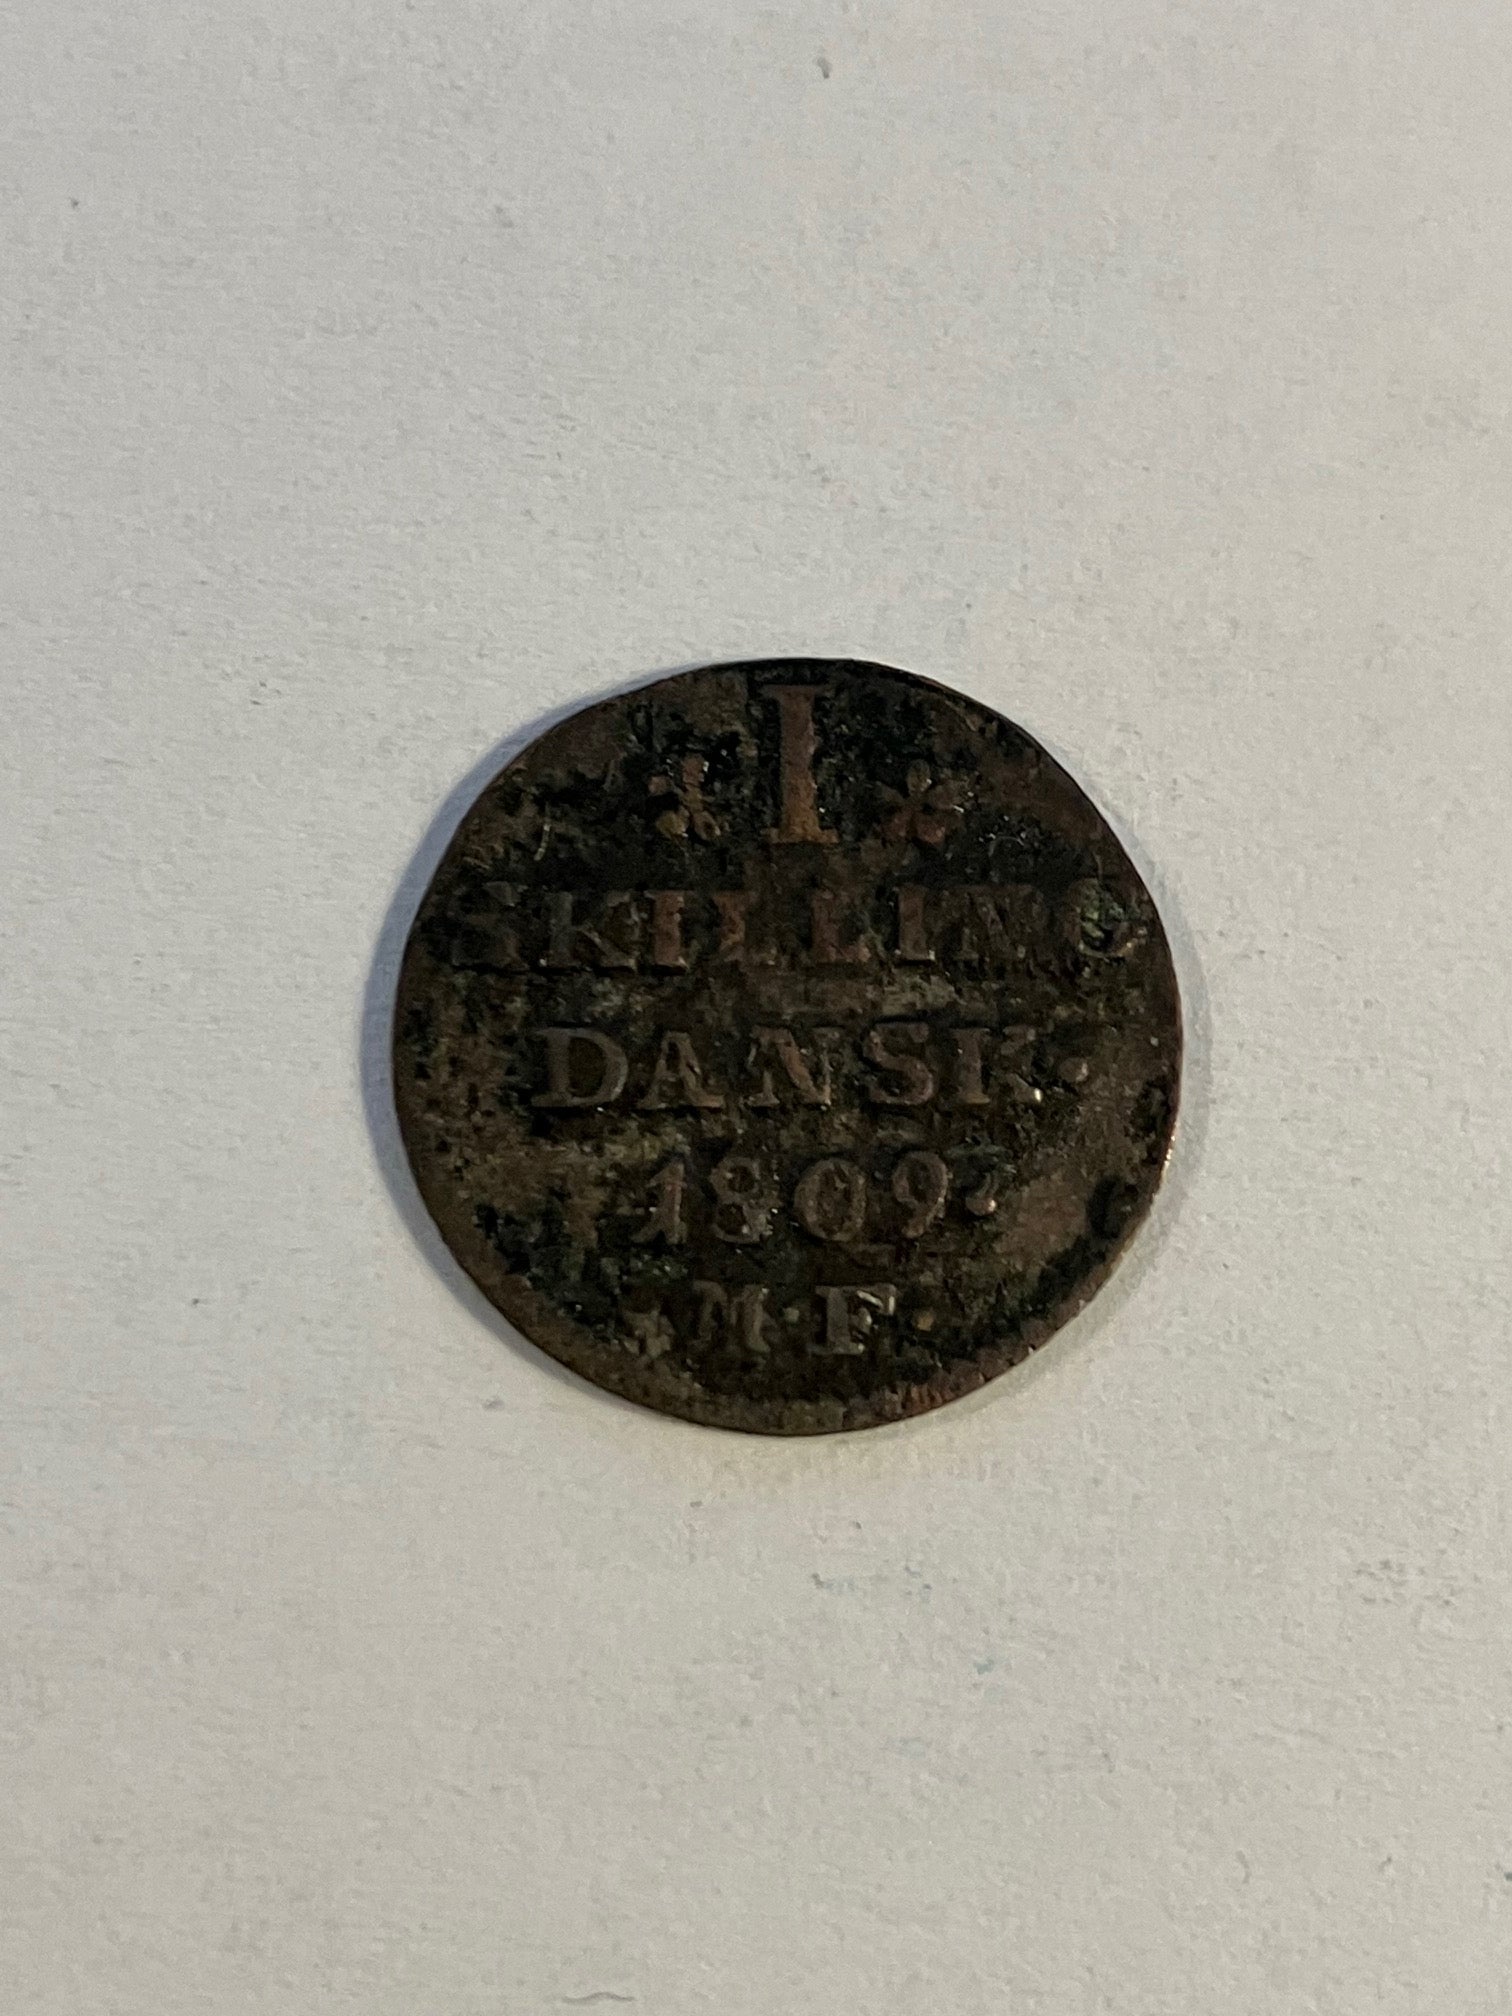 I
SKILLING
DANSK.
1809.
M·F·